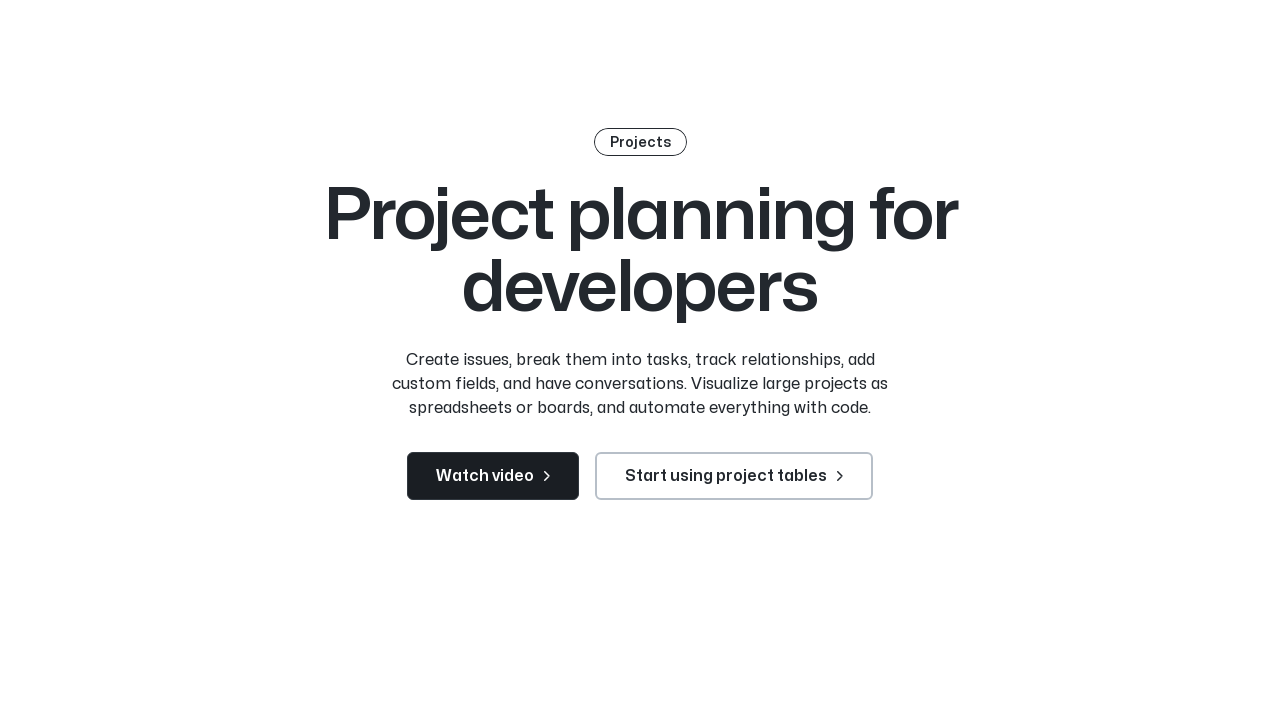 Projects
Project planning for
developers
Create issues, break them into tasks, track relationships, add
custom fields, and have conversations. Visualize large projects as
spreadsheets or boards, and automate everything with code.
Watch video
Start using project tables